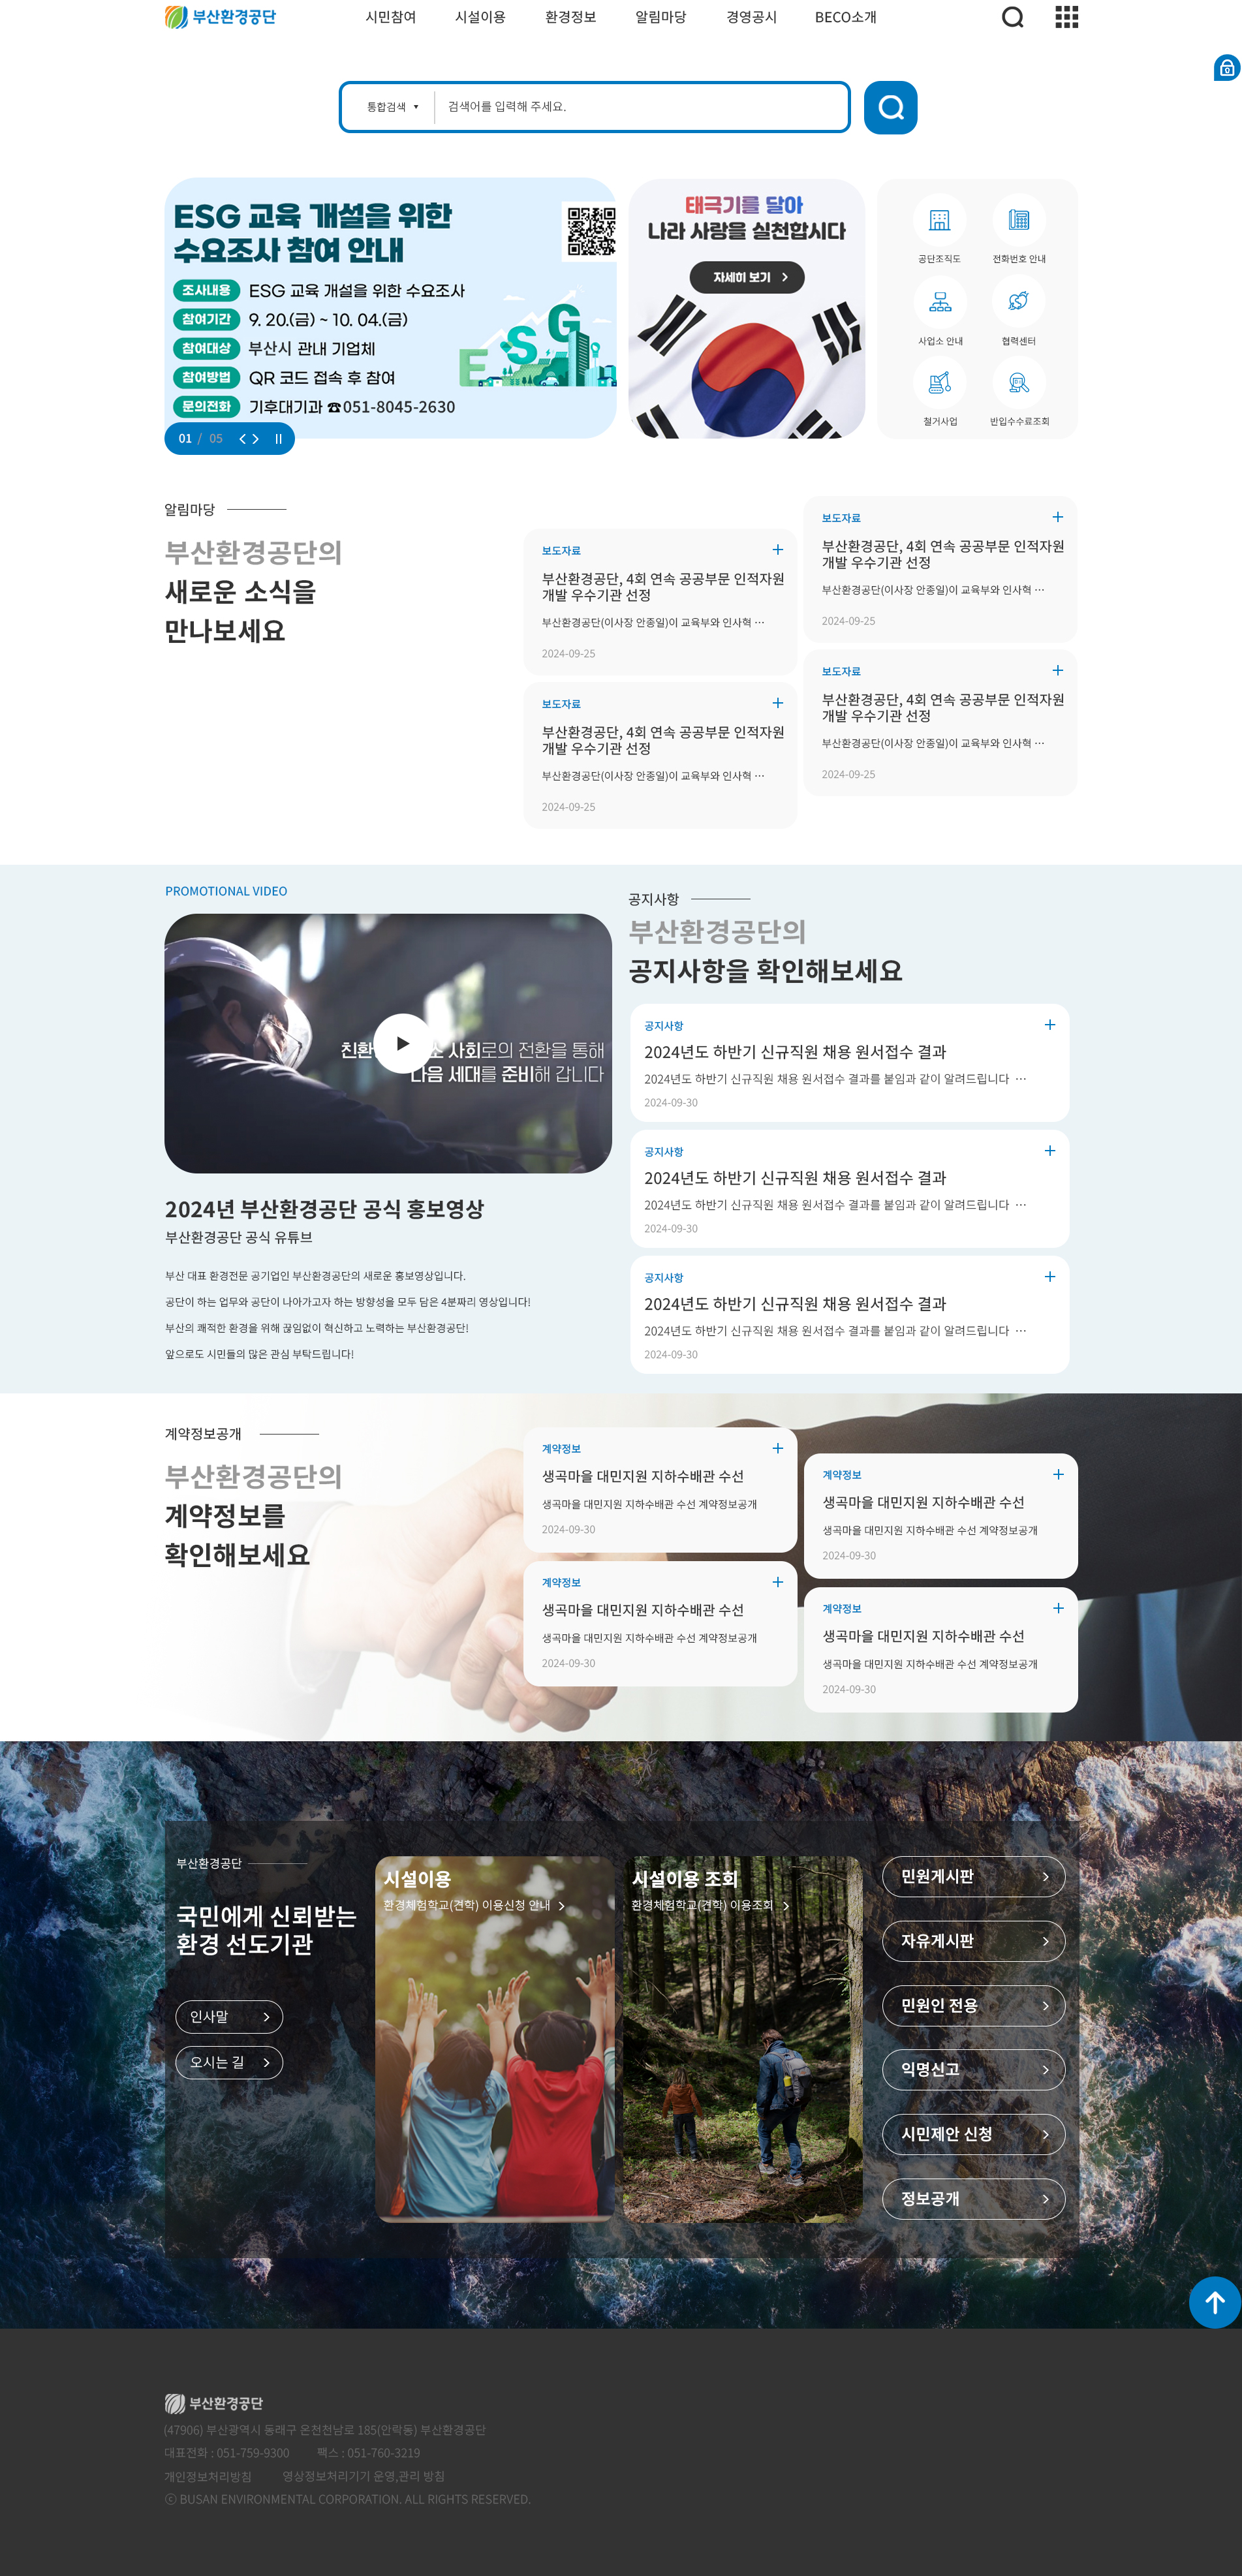 부산환경공단
시민참여
시설이용
환경정보
알림마당
경영공시
BECO소개
통합검색 ▼
검색어를 입력해 주세요.
ESG 교육 개설을 위한
수요조사 참여 안내
조사내용 ESG 교육 개설을 위한 수요조사
참여기간 9. 20.(금) ~ 10. 04.(금)
참여대상 부산시 관내 기업체
참여방법 QR 코드 접속 후 참여
문의전화 기후대기과 ☎051-8045-2630
ESG
01 / 05
태극기를 달아
나라 사랑을 실천합시다
자세히 보기
공단조직도
전화번호 안내
사업소 안내
협력센터
철거사업
반입수수료조회
알림마당
부산환경공단의
새로운 소식을
만나보세요
보도자료
부산환경공단, 4회 연속 공공부문 인적자원
개발 우수기관 선정
부산환경공단(이사장 안종일)이 교육부와 인사혁 ⋯
2024-09-25
보도자료
부산환경공단, 4회 연속 공공부문 인적자원
개발 우수기관 선정
부산환경공단(이사장 안종일)이 교육부와 인사혁 ⋯
2024-09-25
보도자료
부산환경공단, 4회 연속 공공부문 인적자원
개발 우수기관 선정
부산환경공단(이사장 안종일)이 교육부와 인사혁 ⋯
2024-09-25
보도자료
부산환경공단, 4회 연속 공공부문 인적자원
개발 우수기관 선정
부산환경공단(이사장 안종일)이 교육부와 인사혁 ⋯
2024-09-25
PROMOTIONAL VIDEO
친환 소 사회로의 전환을 통해
다음 세대를 준비해 갑니다
2024년 부산환경공단 공식 홍보영상
부산환경공단 공식 유튜브
부산 대표 환경전문 공기업인 부산환경공단의 새로운 홍보영상입니다.
공단이 하는 업무와 공단이 나아가고자 하는 방향성을 모두 담은 4분짜리 영상입니다!
부산의 쾌적한 환경을 위해 끊임없이 혁신하고 노력하는 부산환경공단!
앞으로도 시민들의 많은 관심 부탁드립니다!
공지사항
부산환경공단의
공지사항을 확인해보세요
공지사항
2024년도 하반기 신규직원 채용 원서접수 결과
2024년도 하반기 신규직원 채용 원서접수 결과를 붙임과 같이 알려드립니다 ⋯
2024-09-30
공지사항
2024년도 하반기 신규직원 채용 원서접수 결과
2024년도 하반기 신규직원 채용 원서접수 결과를 붙임과 같이 알려드립니다 ⋯
2024-09-30
공지사항
2024년도 하반기 신규직원 채용 원서접수 결과
2024년도 하반기 신규직원 채용 원서접수 결과를 붙임과 같이 알려드립니다 ⋯
2024-09-30
계약정보공개
부산환경공단의
계약정보를
확인해보세요
계약정보
생곡마을 대민지원 지하수배관 수선
생곡마을 대민지원 지하수배관 수선 계약정보공개
2024-09-30
계약정보
생곡마을 대민지원 지하수배관 수선
생곡마을 대민지원 지하수배관 수선 계약정보공개
2024-09-30
계약정보
생곡마을 대민지원 지하수배관 수선
생곡마을 대민지원 지하수배관 수선 계약정보공개
2024-09-30
계약정보
생곡마을 대민지원 지하수배관 수선
생곡마을 대민지원 지하수배관 수선 계약정보공개
2024-09-30
부산환경공단
국민에게 신뢰받는
환경 선도기관
인사말
오시는 길
시설이용
환경체험학교(견학) 이용신청 안내
시설이용 조회
환경체험학교(견학) 이용조회
민원게시판
자유게시판
민원인 전용
익명신고
시민제안 신청
정보공개
부산환경공단
(47906) 부산광역시 동래구 온천천남로 185(안락동) 부산환경공단
대표전화 : 051-759-9300 팩스 : 051-760-3219
개인정보처리방침 영상정보처리기기 운영,관리 방침
ⓒ BUSAN ENVIRONMENTAL CORPORATION. ALL RIGHTS RESERVED.